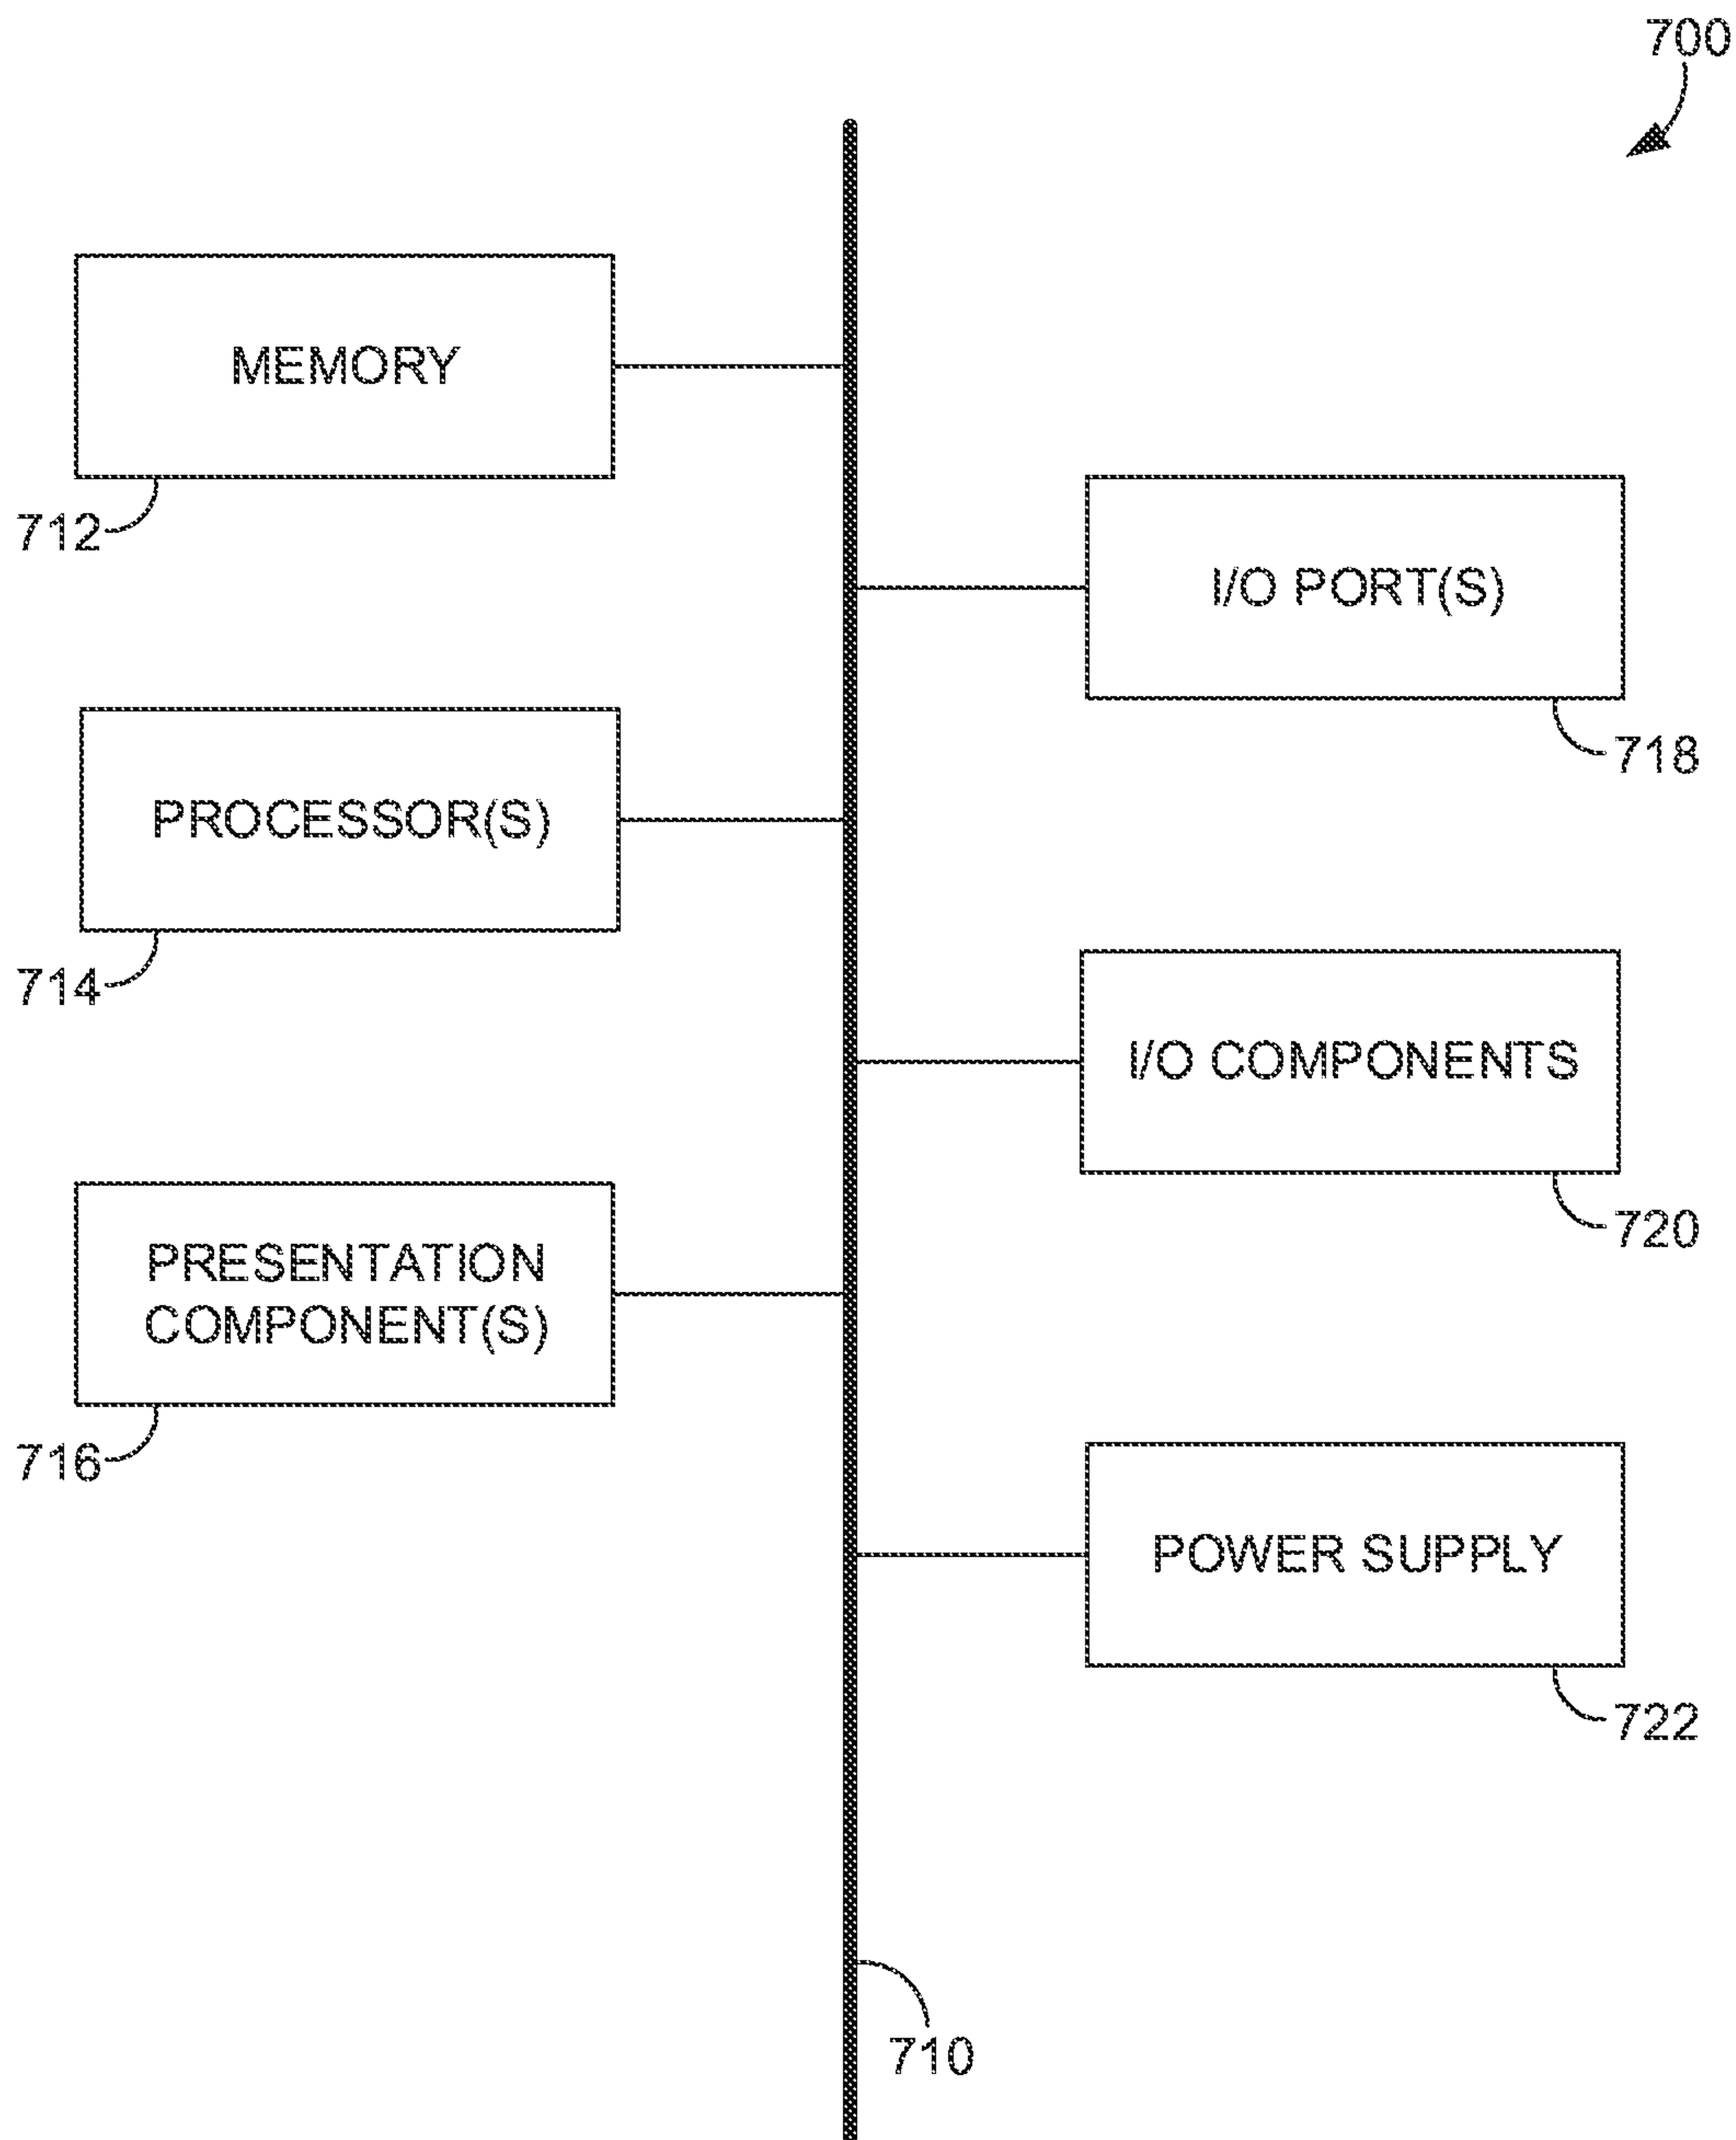 700
MEMORY
712
I/O PORT(S)
718
PROCESSOR(S)
714
I/O COMPONENTS
720
PRESENTATION
COMPONENT(S)
716
POWER SUPPLY
722
710